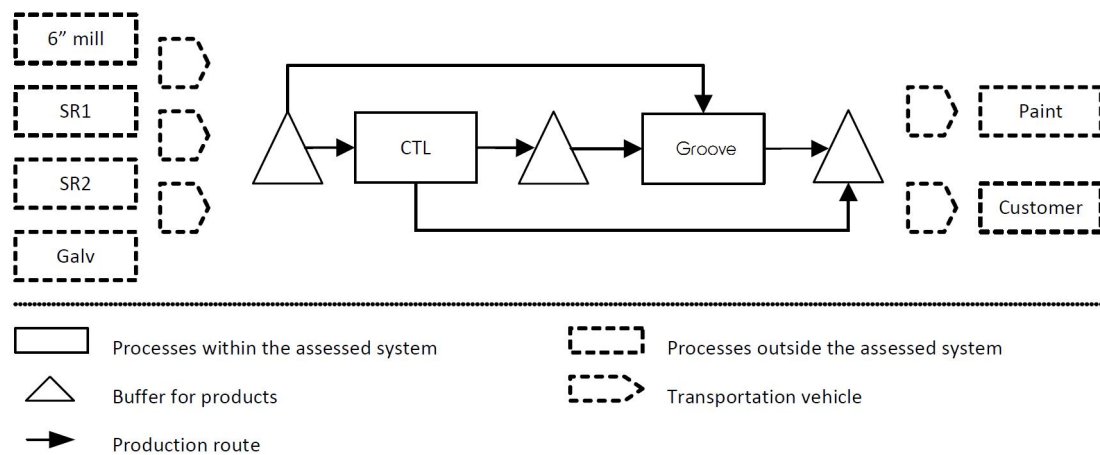 6” mill
SR1
SR2
Galv
CTL
Groove
Paint
Customer
Processes within the assessed system
Processes outside the assessed system
Buffer for products
Transportation vehicle
Production route